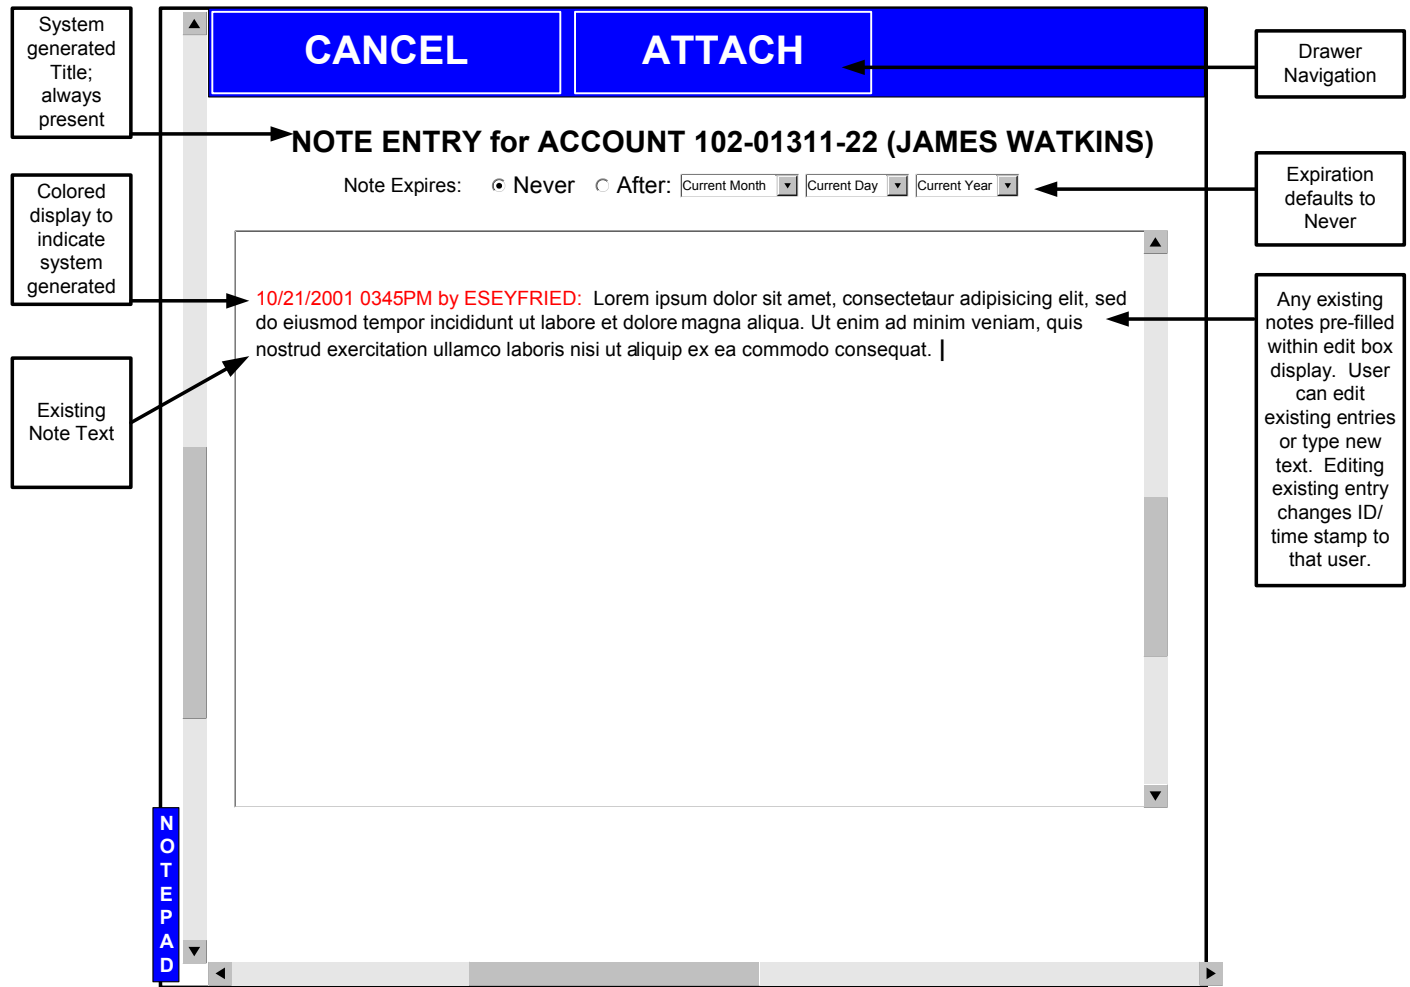 System
generated
Title;
always
present
Colored
display to
indicate
system
generated
Existing
Note Text
CANCEL
ATTACH
NOTE ENTRY for ACCOUNT 102-01311-22 (JAMES WATKINS)
Note Expires: Never After: Current Month Current Day Current Year
10/21/2001 0345PM by ESEYFRIED: Lorem ipsum dolor sit amet, consectetaur adipisicing elit, sed
do eiusmod tempor incididunt ut labore et dolore magna aliqua. Ut enim ad minim veniam, quis
nostrud exercitation ullamco laboris nisi ut aliquip ex ea commodo consequat.
NOTEPAD
Drawer
Navigation
Expiration
defaults to
Never
Any existing
notes pre-filled
within edit box
display. User
can edit
existing entries
or type new
text. Editing
existing entry
changes ID/
time stamp to
that user.